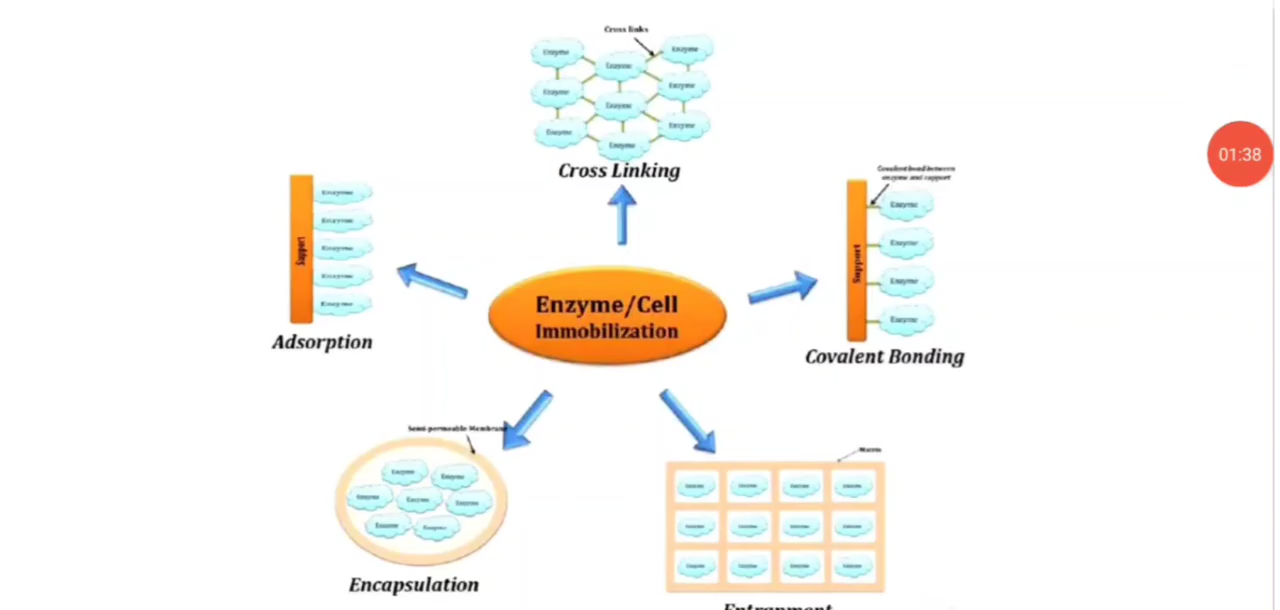 Cross links
Enzyme
Enzyme
Enzyme
Enzyme
Enzyme
Enzyme
Enzyme
Enzyme
Enzyme
Enzyme
Cross Linking
01:38
Support
Enzyme
Enzyme
Enzyme
Enzyme
Enzyme
Adsorption
Covalent bond between
enzyme and support
Support
Enzyme
Enzyme
Enzyme
Enzyme
Covalent Bonding
Enzyme/Cell
Immobilization
Semi-permeable Membrane
Enzyme
Enzyme
Enzyme
Enzyme
Enzyme
Enzyme
Enzyme
Encapsulation
Enzyme
Enzyme
Enzyme
Enzyme
Enzyme
Enzyme
Enzyme
Enzyme
Enzyme
Enzyme
Enzyme
Enzyme
Entrapment